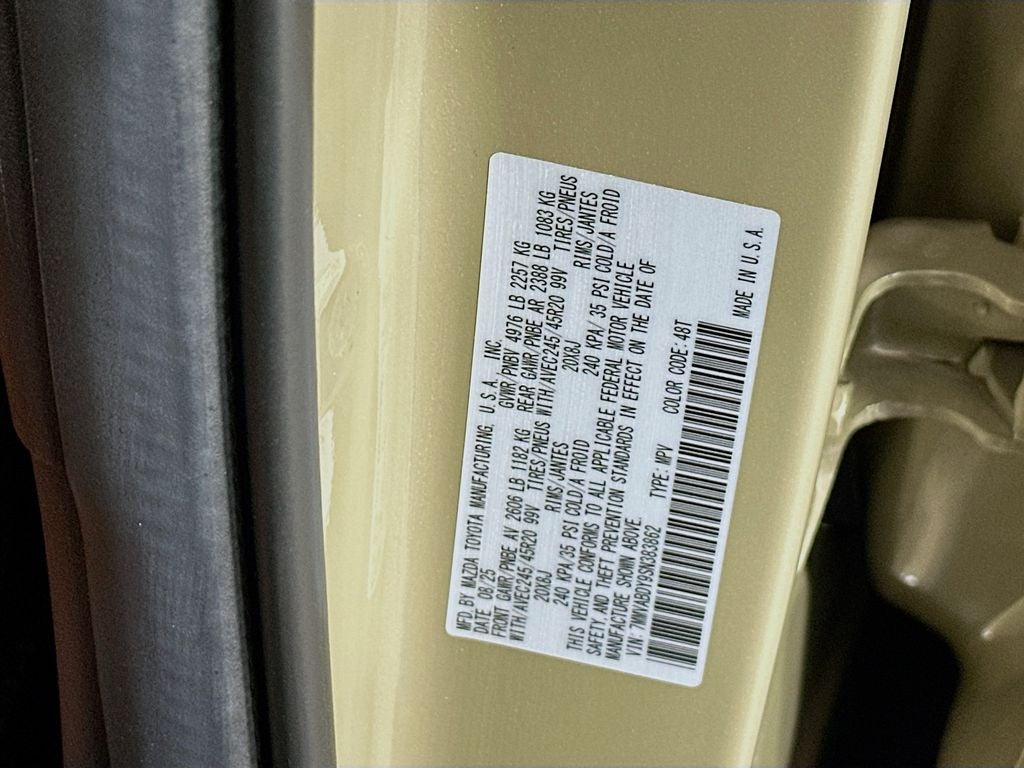 MFD. BY MAZDA TOYOTA MANUFACTURING, U.S.A. INC.
DATE 08/25 GVWR/PNBV 4976 LB 2257 KG
FRONT GAWR/PNBE AV 2606 LB 1182 KG REAR GAWR/PNBE AR 2388 LB 1083 KG
WITH/AVEC245/45R20 99V TIRES/PNEUS WITH/AVEC245/45R20 99V TIRES/PNEUS
20X8J RIMS/JANTES 20X8J RIMS/JANTES
240 KPA/35 PSI COLD/A FROID 240 KPA/ 35 PSI COLD/A FROID
THIS VEHICLE CONFORMS TO ALL APPLICABLE FEDERAL MOTOR VEHICLE
SAFETY, AND THEFT PREVENTION STANDARDS IN EFFECT ON THE DATE OF
MANUFACTURE SHOWN ABOVE.
TYPE: MPV COLOR CODE: 48T
MADE IN U.S.A.